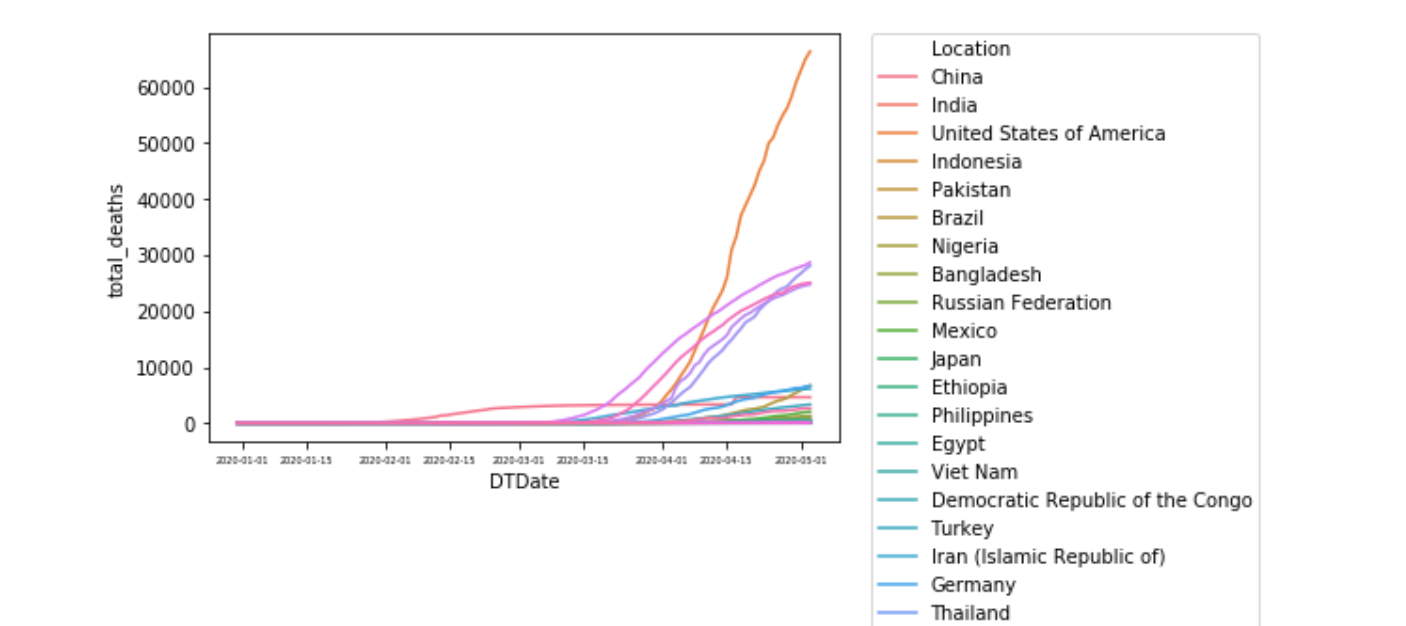 60000
50000
40000
30000
20000
10000
0
total_deaths
2020-01-01 2020-01-15 2020-02-01 2020-02-15 2020-03-01 2020-03-15 2020-04-01 2020-04-15 2020-05-01
DTDate
Location
China
India
United States of America
Indonesia
Pakistan
Brazil
Nigeria
Bangladesh
Russian Federation
Mexico
Japan
Ethiopia
Philippines
Egypt
Viet Nam
Democratic Republic of the Congo
Turkey
Iran (Islamic Republic of)
Germany
Thailand